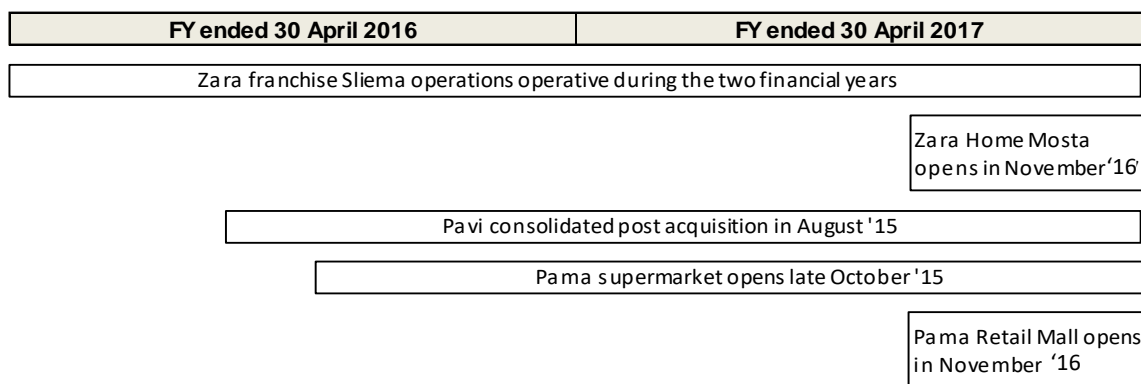 FY ended 30 April 2016 FY ended 30 April 2017
Zara franchise Sliema operations operative during the two financial years
Zara Home Mosta
opens in November ‘16’
Pavi consolidated post acquisition in August '15
Pama supermarket opens late October '15
Pama Retail Mall opens
in November ‘16